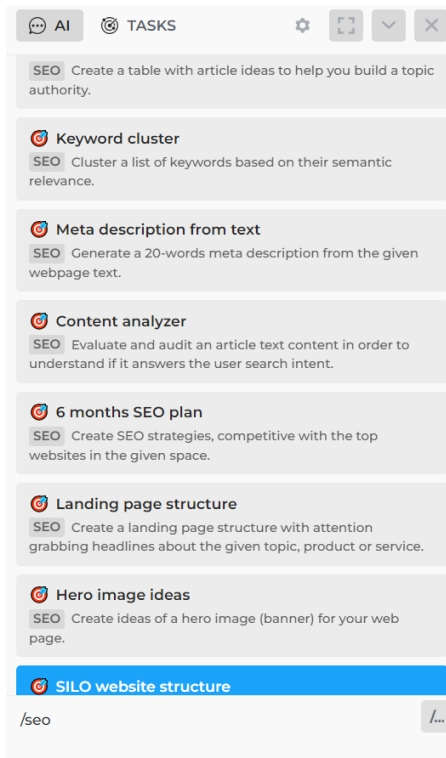 AI TASKS
SEO Create a table with article ideas to help you build a topic
authority.
Keyword cluster
SEO Cluster a list of keywords based on their semantic
relevance.
Meta description from text
SEO Generate a 20-words meta description from the given
webpage text.
Content analyzer
SEO Evaluate and audit an article text content in order to
understand if it answers the user search intent.
6 months SEO plan
SEO Create SEO strategies, competitive with the top
websites in the given space.
Landing page structure
SEO Create a landing page structure with attention
grabbing headlines about the given topic, product or service.
Hero image ideas
SEO Create ideas of a hero image (banner) for your web
page.
SILO website structure
/seo /...